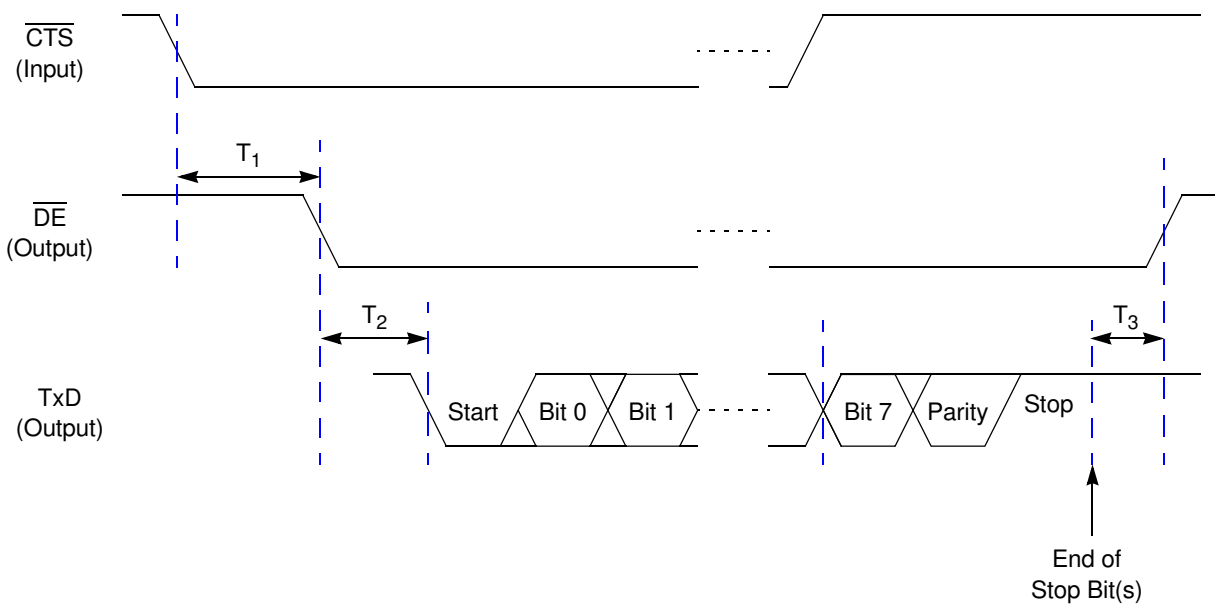 CTS
(Input)
T1
DE
(Output)
T2
T3
TxD
(Output)
Start
Bit 0
Bit 1
Bit 7
Parity
Stop
End of
Stop Bit(s)